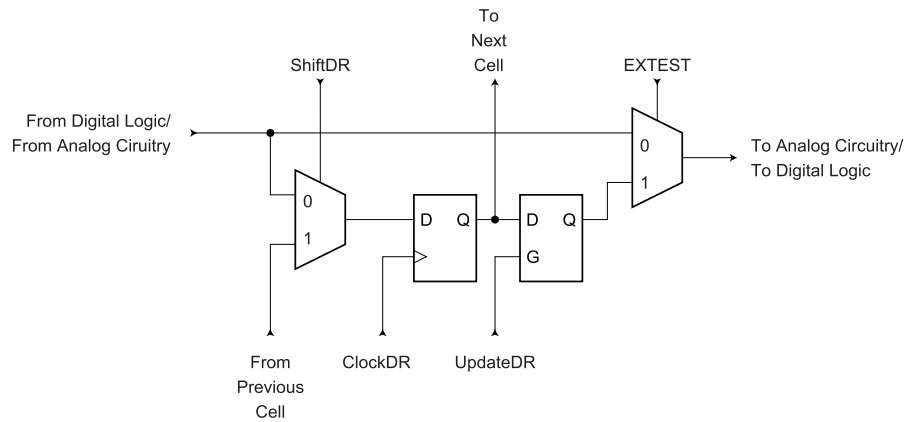 To
Next
Cell
ShiftDR
EXTEST
From Digital Logic/
From Analog Ciruitry
0
1
To Analog Circuitry/
To Digital Logic
0
1
D Q
D Q
G
From
Previous
Cell
ClockDR
UpdateDR